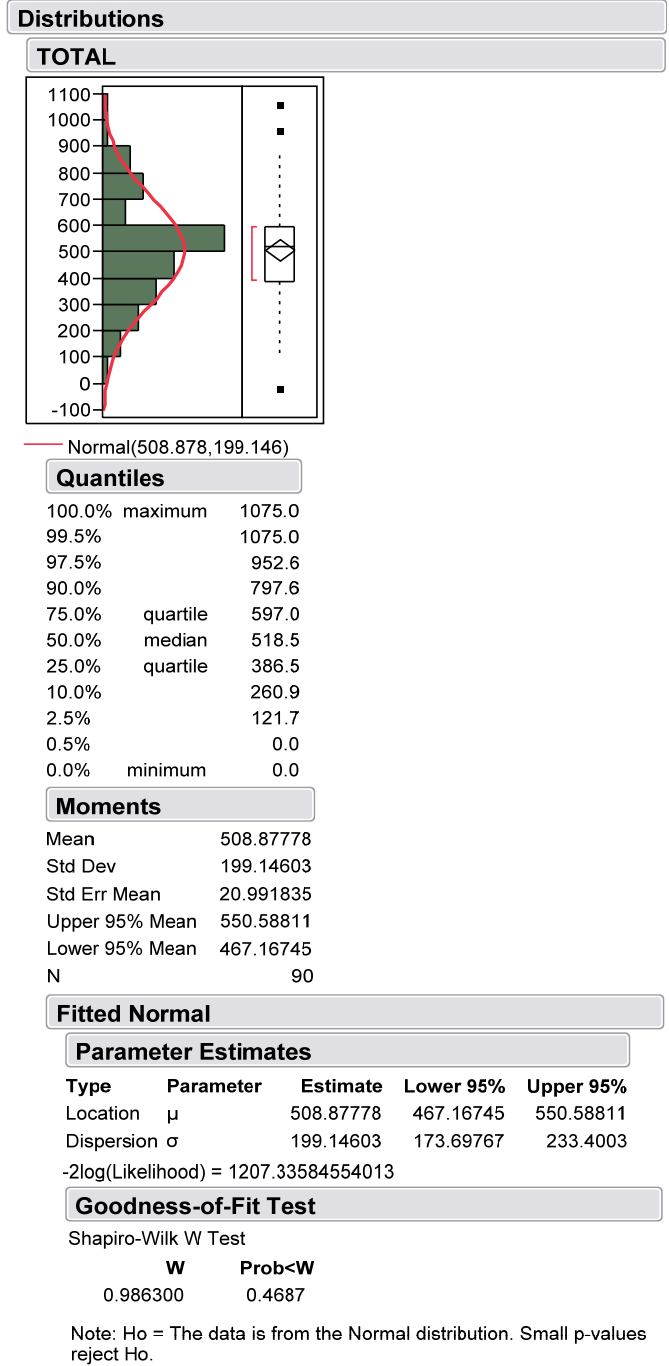 Distributions
TOTAL
1100
1000
900
800
700
600
500
400
300
200
100
0
-100
Normal(508.878,199.146)
Quantiles
100.0% maximum 1075.0
99.5% 1075.0
97.5% 952.6
90.0% 797.6
75.0% quartile 597.0
50.0% median 518.5
25.0% quartile 386.5
10.0% 260.9
2.5% 121.7
0.5% 0.0
0.0% minimum 0.0
Moments
Mean 508.87778
Std Dev 199.14603
Std Err Mean 20.991835
Upper 95% Mean 550.58811
Lower 95% Mean 467.16745
N 90
Fitted Normal
Parameter Estimates
Type Parameter Estimate Lower 95% Upper 95%
Location μ 508.87778 467.16745 550.58811
Dispersion σ 199.14603 173.69767 233.4003
-2log(Likelihood) = 1207.33584554013
Goodness-of-Fit Test
Shapiro-Wilk W Test
W Prob<W
0.986300 0.4687
Note: Ho = The data is from the Normal distribution. Small p-values
reject Ho.